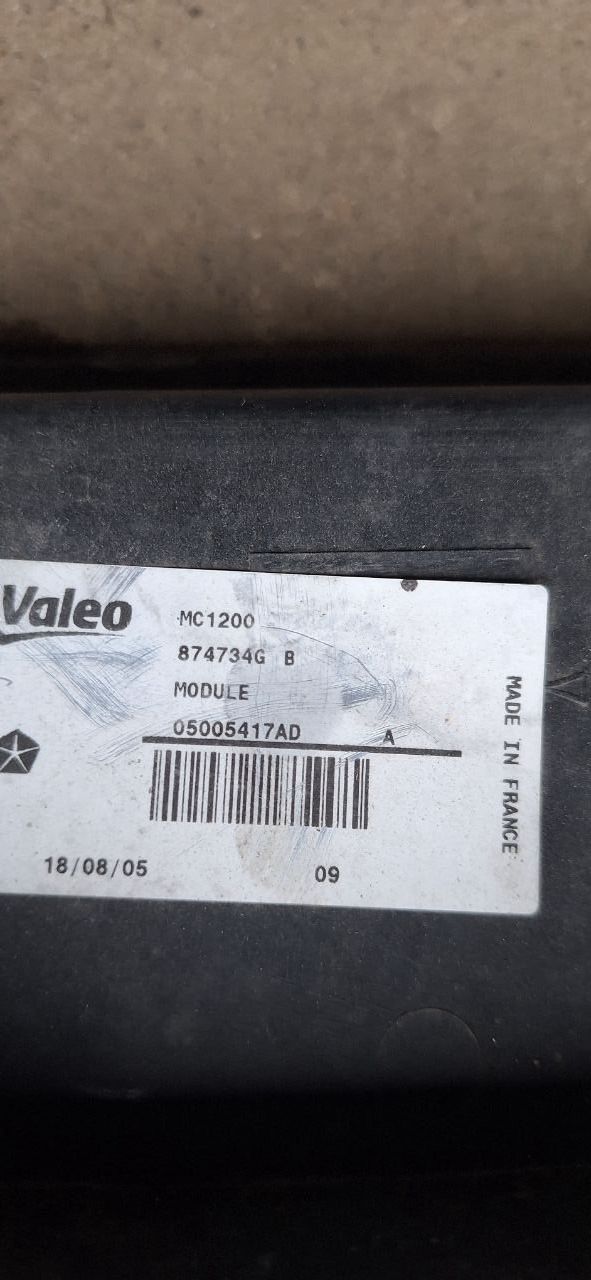 Valeo
MC1200
874734G B
MODULE
05005417AD A
18/08/05 09
MADE IN FRANCE